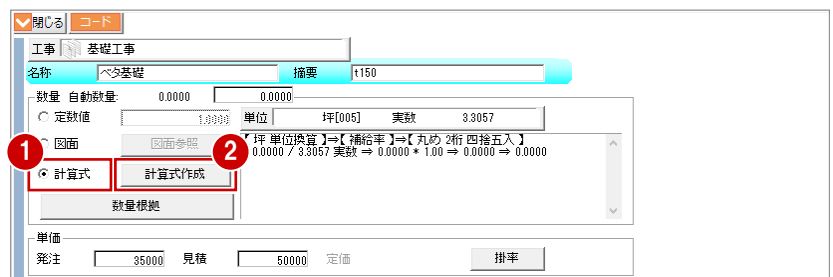 閉じる コード
工事 基礎工事
名称 ベタ基礎 摘要 t150
数量 自動数量: 0.0000 0.0000
定数値 1.0000 単位 坪[005] 実数 3.3057
図面 図面参照
【 坪 単位換算 】⇒【 補給率 】⇒【 丸め 2桁 四捨五入 】
0.0000 / 3.3057 実数 ⇒ 0.0000 * 1.00 ⇒ 0.0000 ⇒ 0.0000
1 2
計算式 計算式作成
数量根拠
単価
発注 35000 見積 50000 定価 掛率